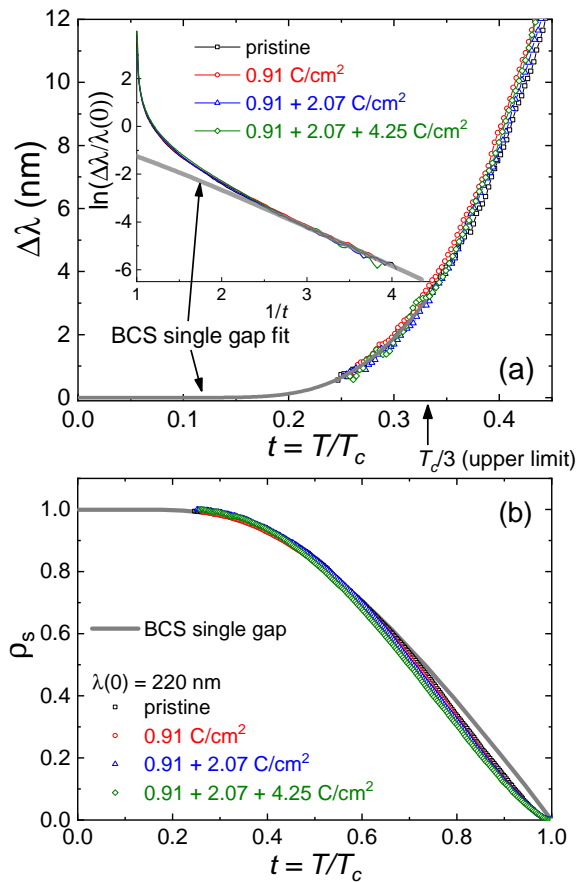 12
10
8
6
4
2
0
Δλ (nm)
pristine
0.91 C/cm²
0.91 + 2.07 C/cm²
0.91 + 2.07 + 4.25 C/cm²
2
0
-2
-4
-6
ln(Δλ/λ(0))
1 2 3 4
1/t
BCS single gap fit
(a)
0.0 0.1 0.2 0.3 0.4
t = T/Tc
Tc/3 (upper limit)
(b)
1.0
0.8
0.6
0.4
0.2
0.0
ρs
BCS single gap
λ(0) = 220 nm
pristine
0.91 C/cm²
0.91 + 2.07 C/cm²
0.91 + 2.07 + 4.25 C/cm²
0.0 0.2 0.4 0.6 0.8 1.0
t = T/Tc